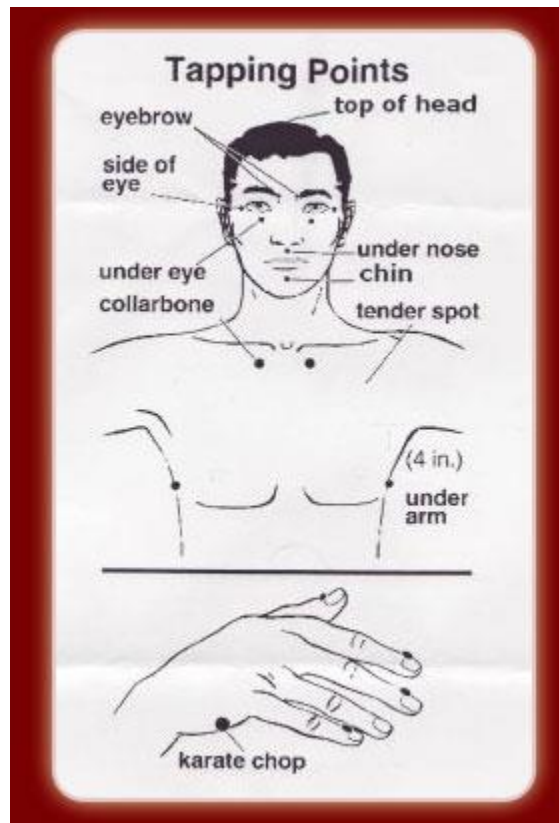 Tapping Points
top of head
eyebrow
side of
eye
under eye
under nose
chin
collarbone
tender spot
(4 in.)
under
arm
karate chop